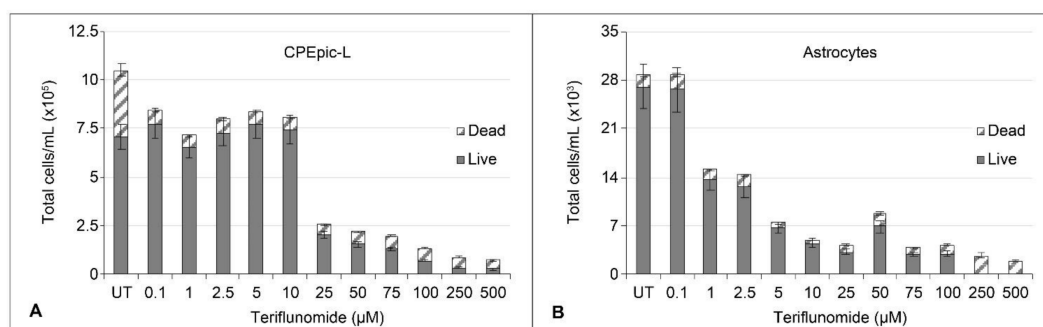 12.5
10
7.5
5
2.5
0
Total cells/mL (x10⁵)
CPEpic-L
Dead
Live
UT 0.1 1 2.5 5 10 25 50 75 100 250 500
Teriflunomide (µM)
A
35
28
21
14
7
0
Total cells/mL (x10³)
Astrocytes
Dead
Live
UT 0.1 1 2.5 5 10 25 50 75 100 250 500
Teriflunomide (µM)
B